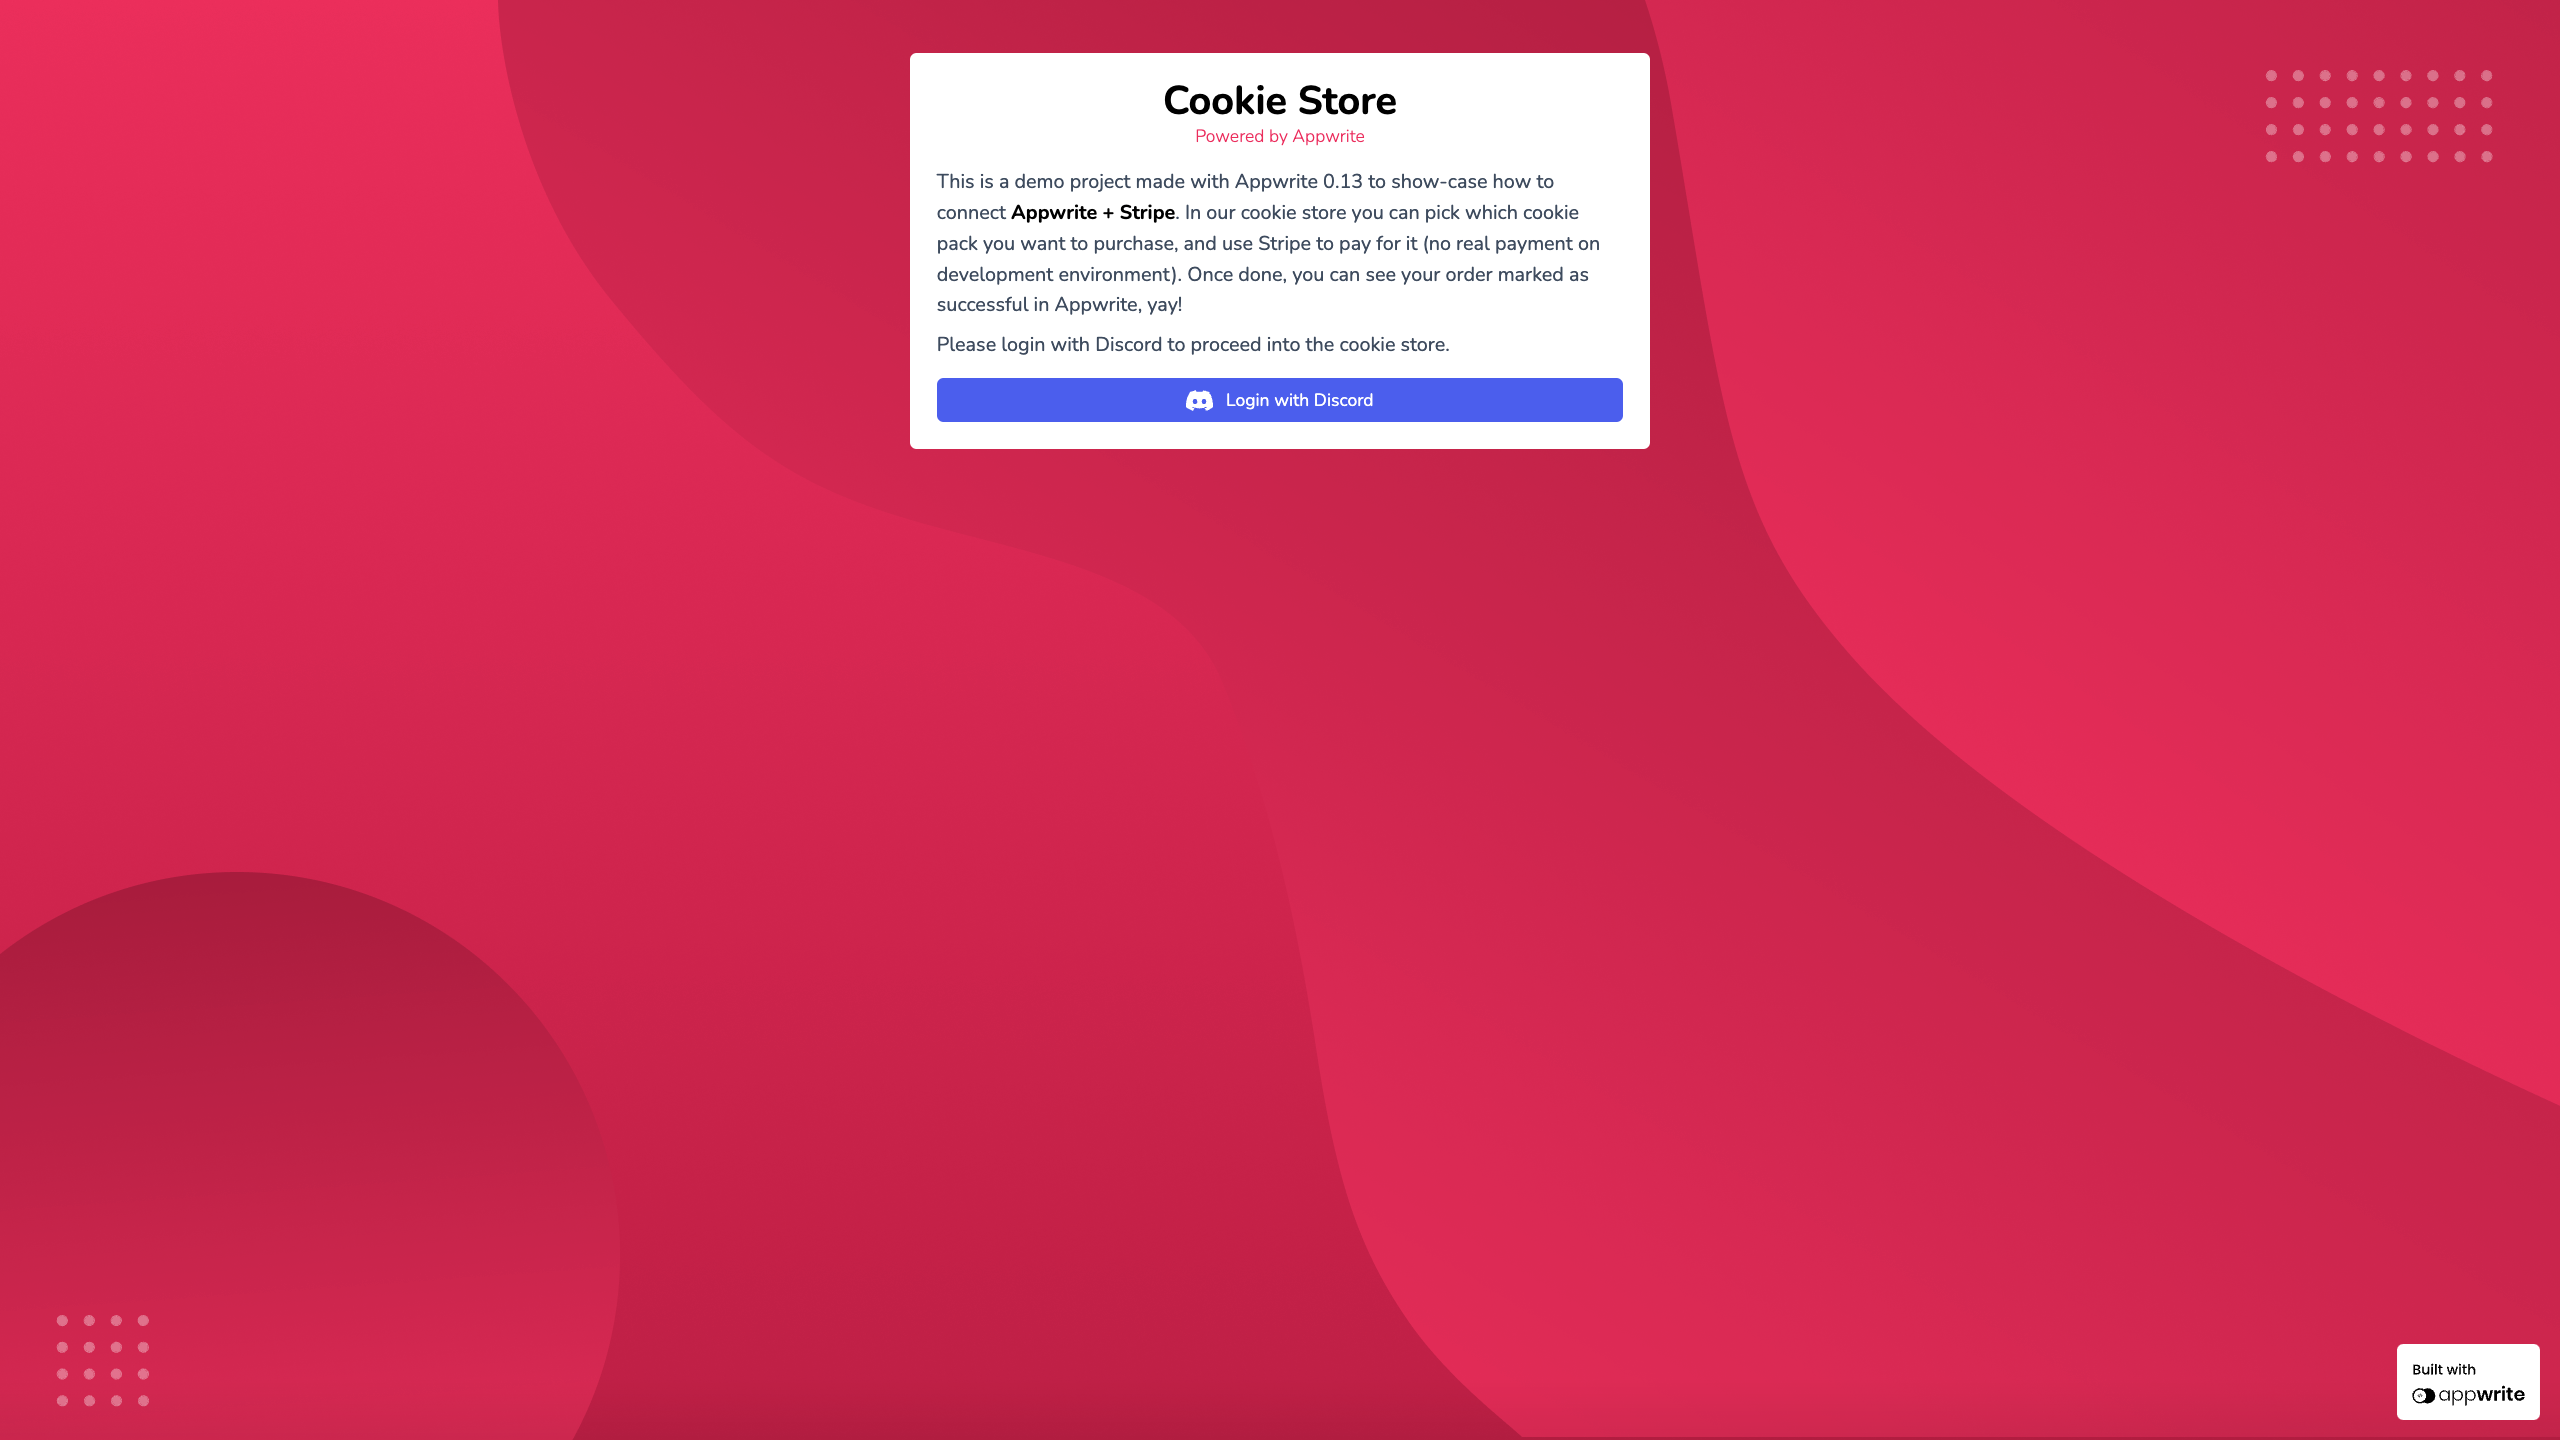 Cookie Store
Powered by Appwrite
This is a demo project made with Appwrite 0.13 to show-case how to
connect Appwrite + Stripe. In our cookie store you can pick which cookie
pack you want to purchase, and use Stripe to pay for it (no real payment on
development environment). Once done, you can see your order marked as
successful in Appwrite, yay!
Please login with Discord to proceed into the cookie store.
Login with Discord
Built with
appwrite